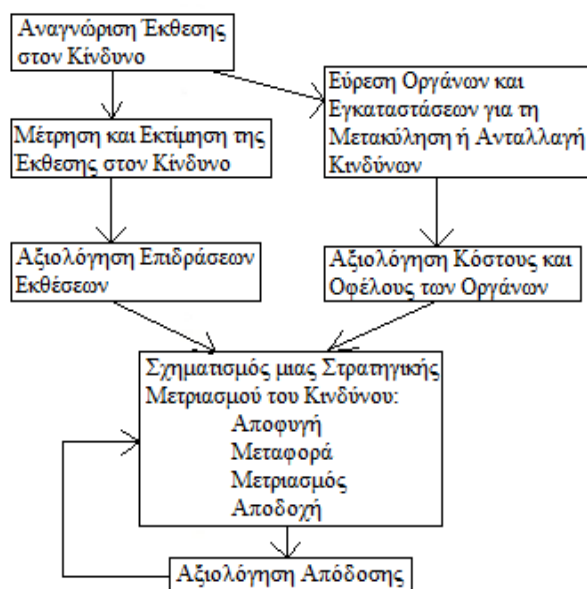 Αναγνώριση Έκθεσης
στον Κίνδυνο
Εύρεση Οργάνων και
Εγκαταστάσεων για τη
Μετακύληση ή Ανταλλαγή
Κινδύνων
Μέτρηση και Εκτίμηση της
Έκθεσης στον Κίνδυνο
Αξιολόγηση Επιδράσεων
Εκθέσεων
Αξιολόγηση Κόστους και
Οφέλους των Οργάνων
Σχηματισμός μιας Στρατηγικής
Μετριασμού του Κινδύνου:
Αποφυγή
Μεταφορά
Μετριασμός
Αποδοχή
Αξιολόγηση Απόδοσης